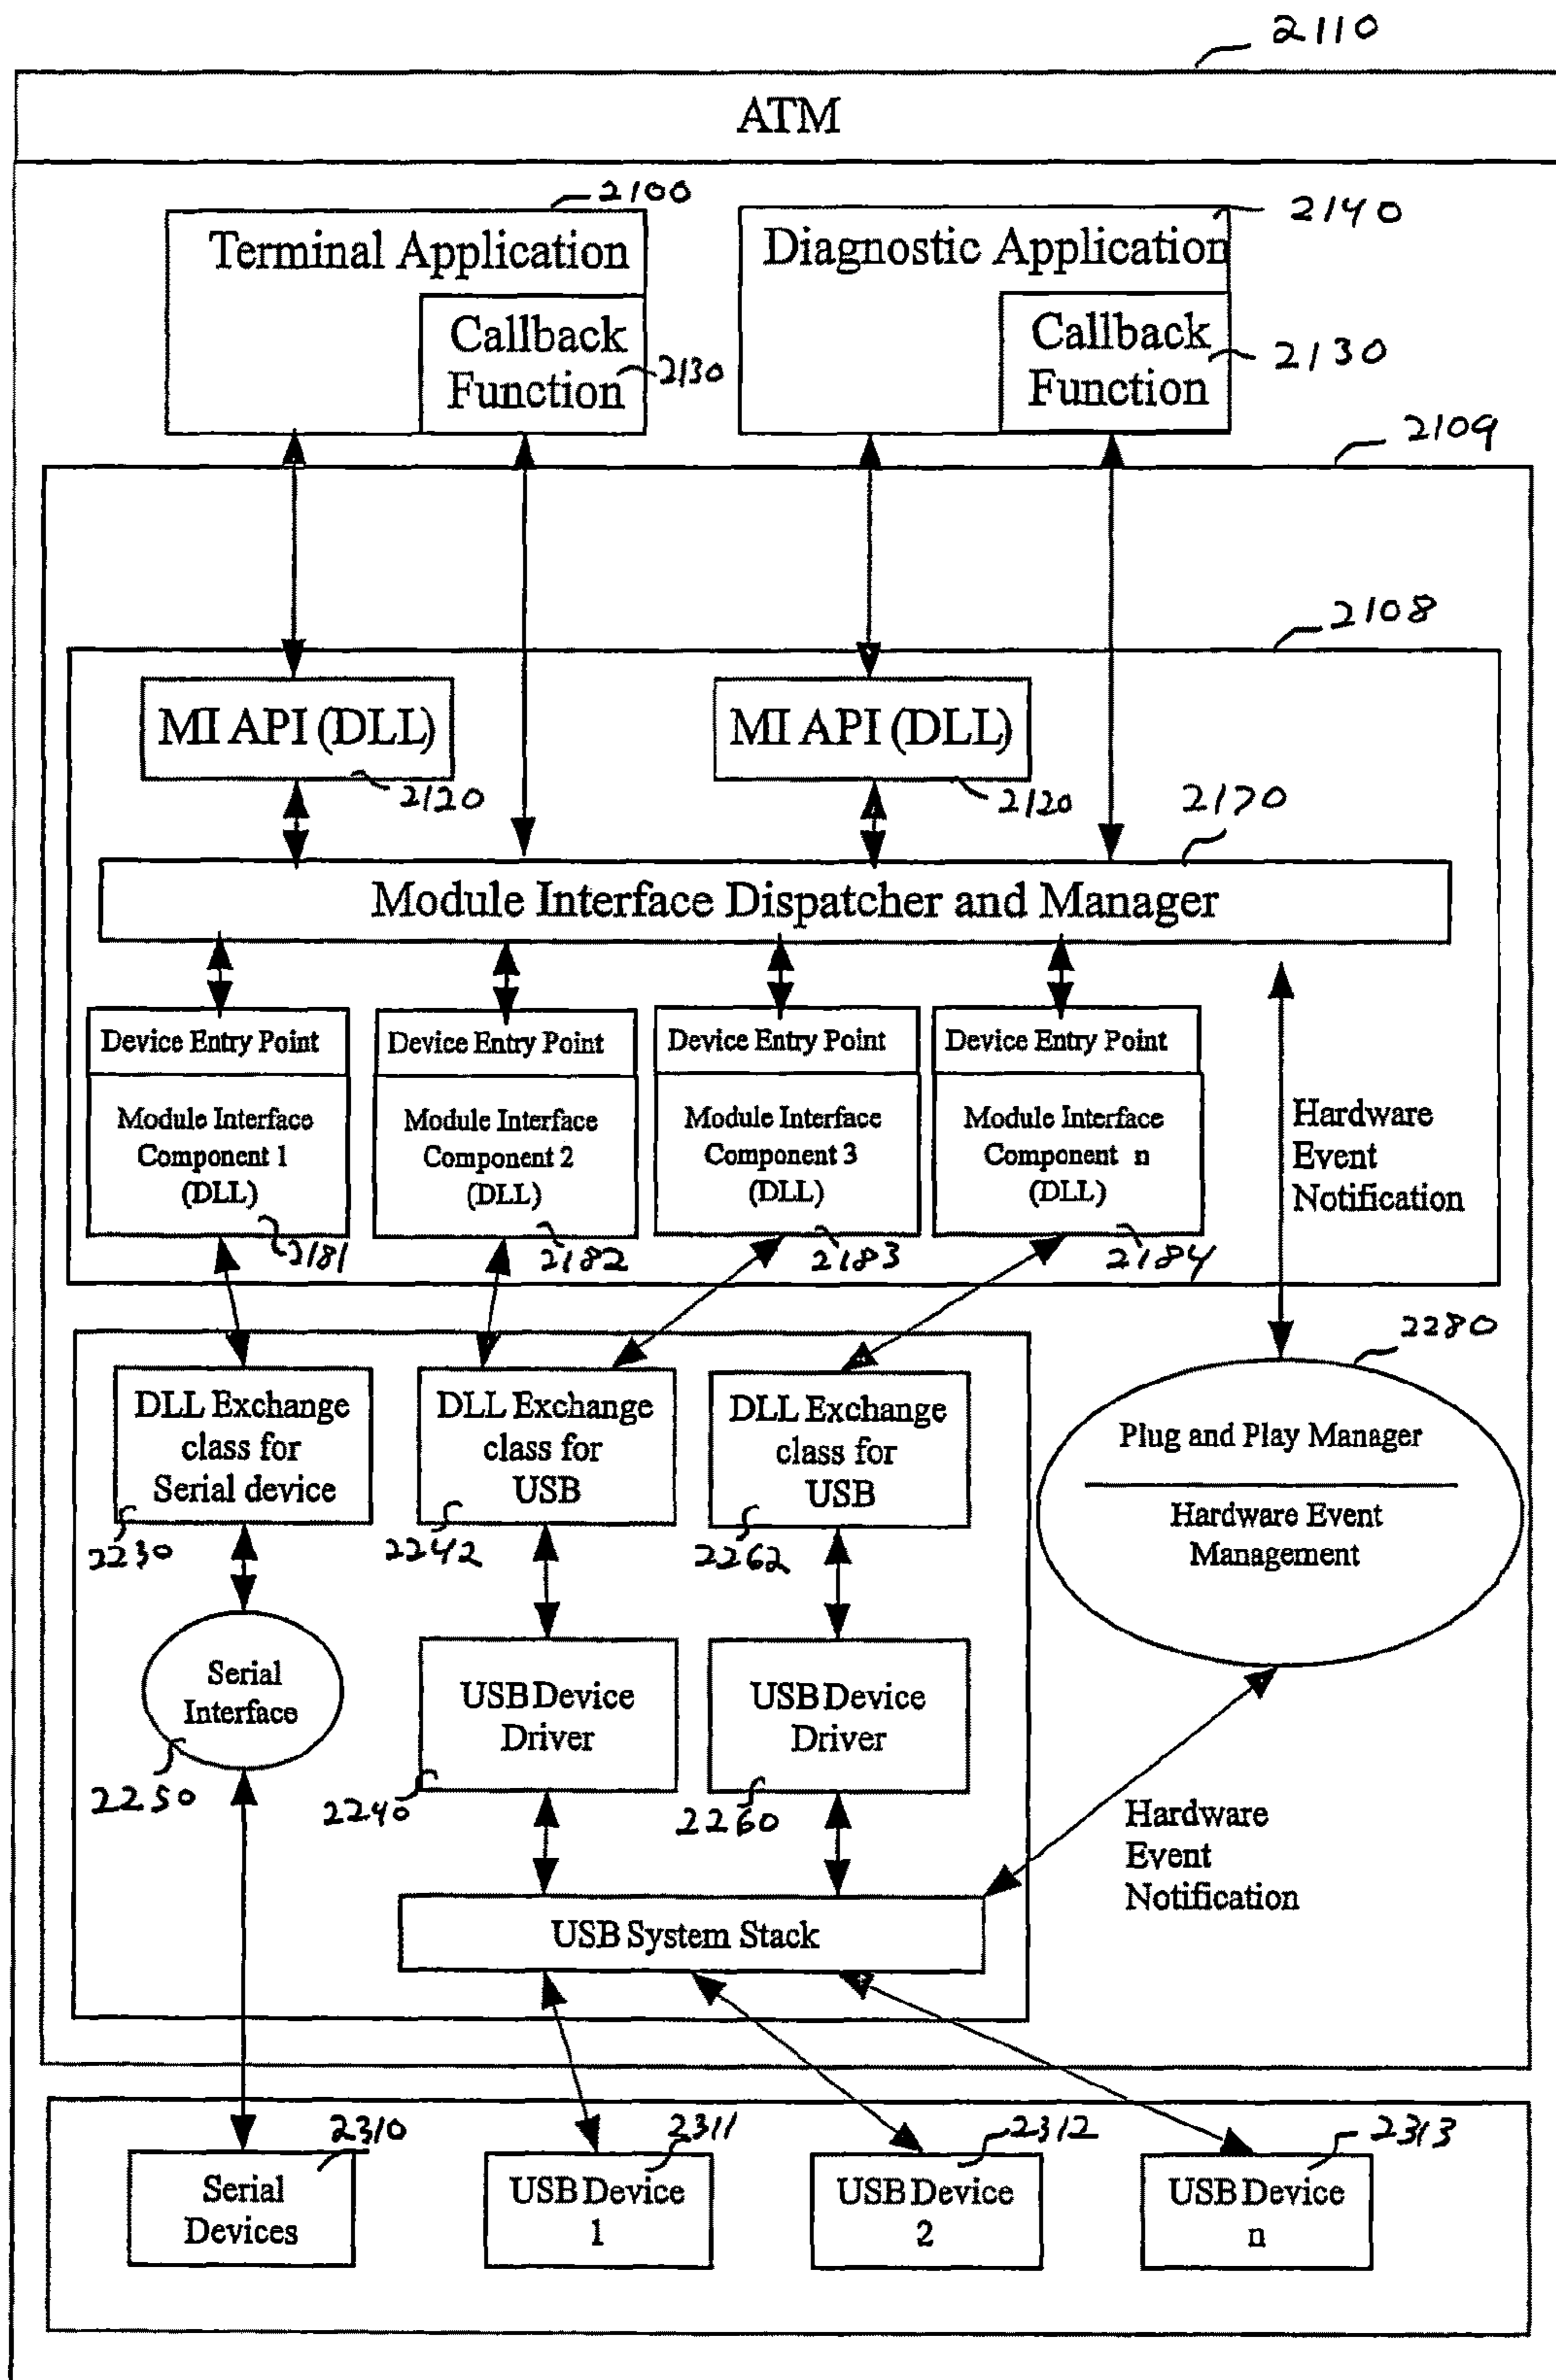 2110
ATM
2100
2140
Terminal Application
Diagnostic Application
Callback
Function
2130
Callback
Function
2130
2109
2108
MI API (DLL)
MI API (DLL)
2120
2120
2170
Module Interface Dispatcher and Manager
Device Entry Point
Device Entry Point
Device Entry Point
Device Entry Point
Module Interface
Component 1
(DLL)
Module Interface
Component 2
(DLL)
Module Interface
Component 3
(DLL)
Module Interface
Component n
(DLL)
Hardware
Event
Notification
2181
2182
2183
2184
2280
DLL Exchange
class for
Serial device
DLL Exchange
class for
USB
DLL Exchange
class for
USB
Plug and Play Manager
Hardware Event
Management
2230
2242
2262
Serial
Interface
USB Device
Driver
USB Device
Driver
2250
2240
2260
Hardware
Event
Notification
USB System Stack
2310
2311
2312
2313
Serial
Devices
USB Device
1
USB Device
2
USB Device
n